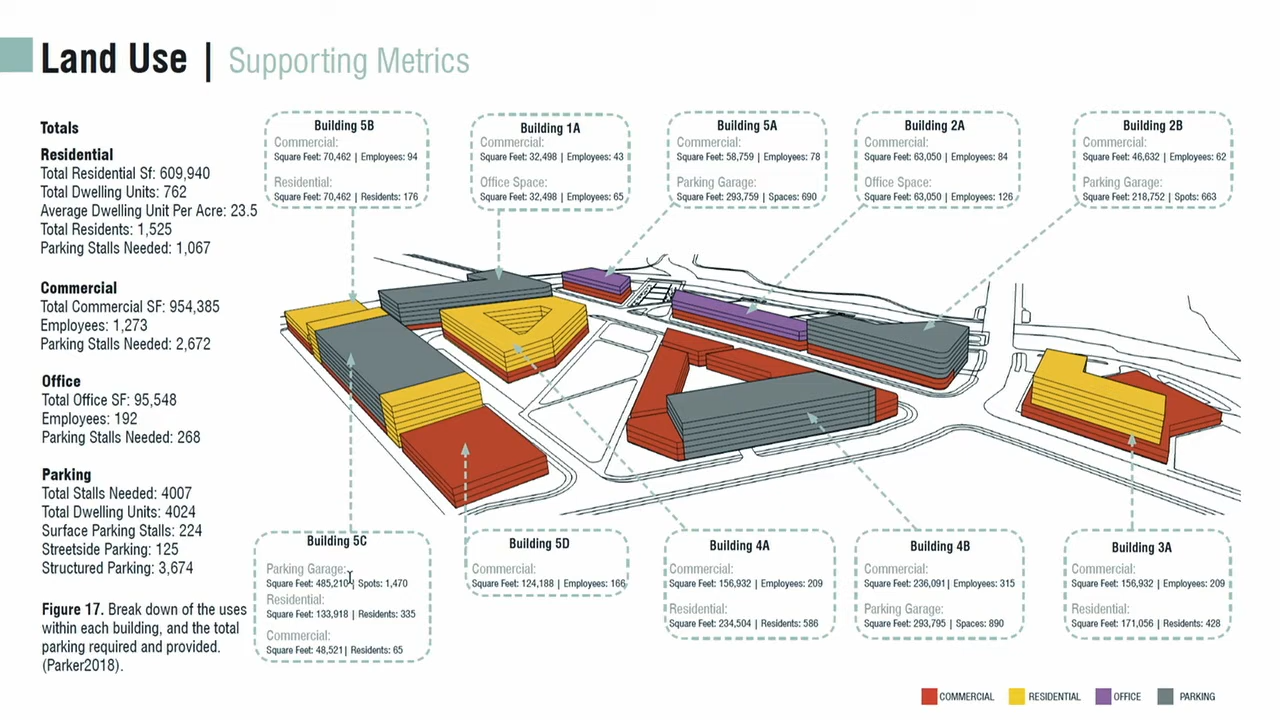 Land Use | Supporting Metrics
Totals
Residential
Total Residential Sf: 609,940
Total Dwelling Units: 762
Average Dwelling Unit Per Acre: 23.5
Total Residents: 1,525
Parking Stalls Needed: 1,067
Commercial
Total Commercial SF: 954,385
Employees: 1,273
Parking Stalls Needed: 2,672
Office
Total Office SF: 95,548
Employees: 192
Parking Stalls Needed: 268
Parking
Total Stalls Needed: 4007
Total Dwelling Units: 4024
Surface Parking Stalls: 224
Streetside Parking: 125
Structured Parking: 3,674
Figure 17. Break down of the uses
within each building, and the total
parking required and provided.
(Parker2018).
Building 5B
Commercial:
Square Feet: 70,462 | Employees: 94
Residential:
Square Feet: 70,462 | Residents: 176
Building 1A
Commercial:
Square Feet: 32,498 | Employees: 43
Office Space:
Square Feet: 32,498 | Employees: 65
Building 5A
Commercial:
Square Feet: 58,759 | Employees: 78
Parking Garage:
Square Feet: 293,759 | Spaces: 690
Building 2A
Commercial:
Square Feet: 63,050 | Employees: 84
Office Space:
Square Feet: 63,050 | Employees: 126
Building 2B
Commercial:
Square Feet: 46,632 | Employees: 62
Parking Garage:
Square Feet: 218,752 | Spots: 663
Building 5C
Parking Garage:
Square Feet: 485,210 | Spots: 1,470
Residential:
Square Feet: 133,918 | Residents: 335
Commercial:
Square Feet: 48,521| Residents: 65
Building 5D
Commercial:
Square Feet: 124,188 | Employees: 166
Building 4A
Commercial:
Square Feet: 156,932 | Employees: 209
Residential:
Square Feet: 234,504 | Residents: 586
Building 4B
Commercial:
Square Feet: 236,091| Employees: 315
Parking Garage:
Square Feet: 293,795 | Spaces: 890
Building 3A
Commercial:
Square Feet: 156,932 | Employees: 209
Residential:
Square Feet: 171,056 | Residents: 428
COMMERCIAL
RESIDENTIAL
OFFICE
PARKING